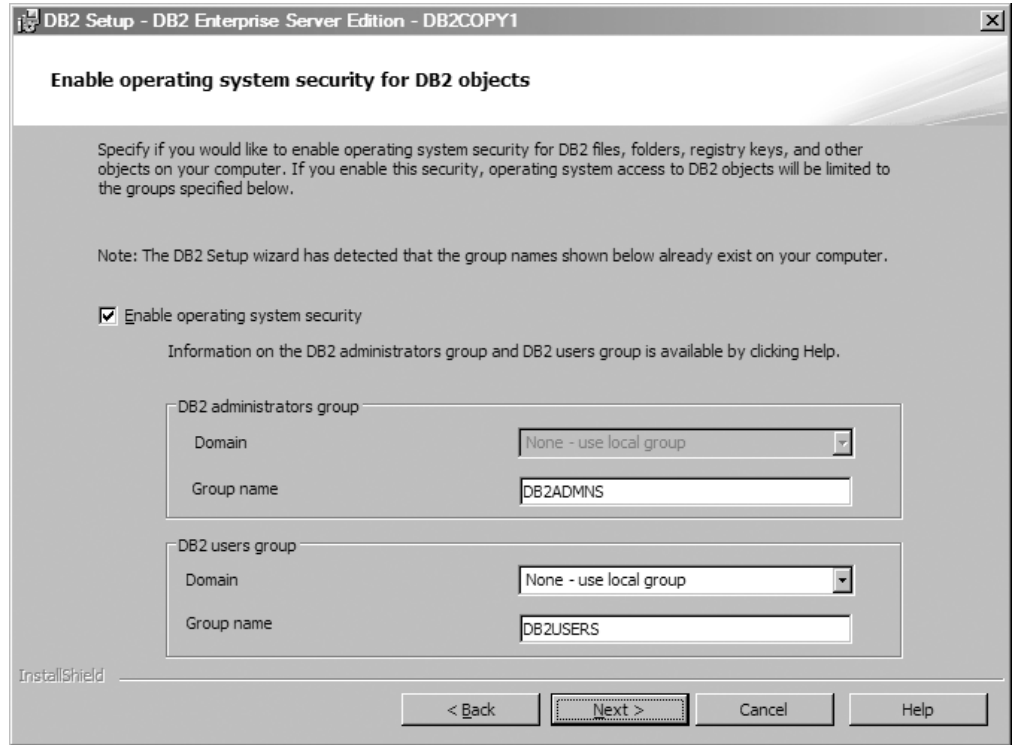 DB2 Setup - DB2 Enterprise Server Edition - DB2COPY1
Enable operating system security for DB2 objects
Specify if you would like to enable operating system security for DB2 files, folders, registry keys, and other
objects on your computer. If you enable this security, operating system access to DB2 objects will be limited to
the groups specified below.
Note: The DB2 Setup wizard has detected that the group names shown below already exist on your computer.
Enable operating system security
Information on the DB2 administrators group and DB2 users group is available by clicking Help.
DB2 administrators group
Domain None - use local group
Group name DB2ADMNS
DB2 users group
Domain None - use local group
Group name DB2USERS
InstallShield
< Back Next > Cancel Help